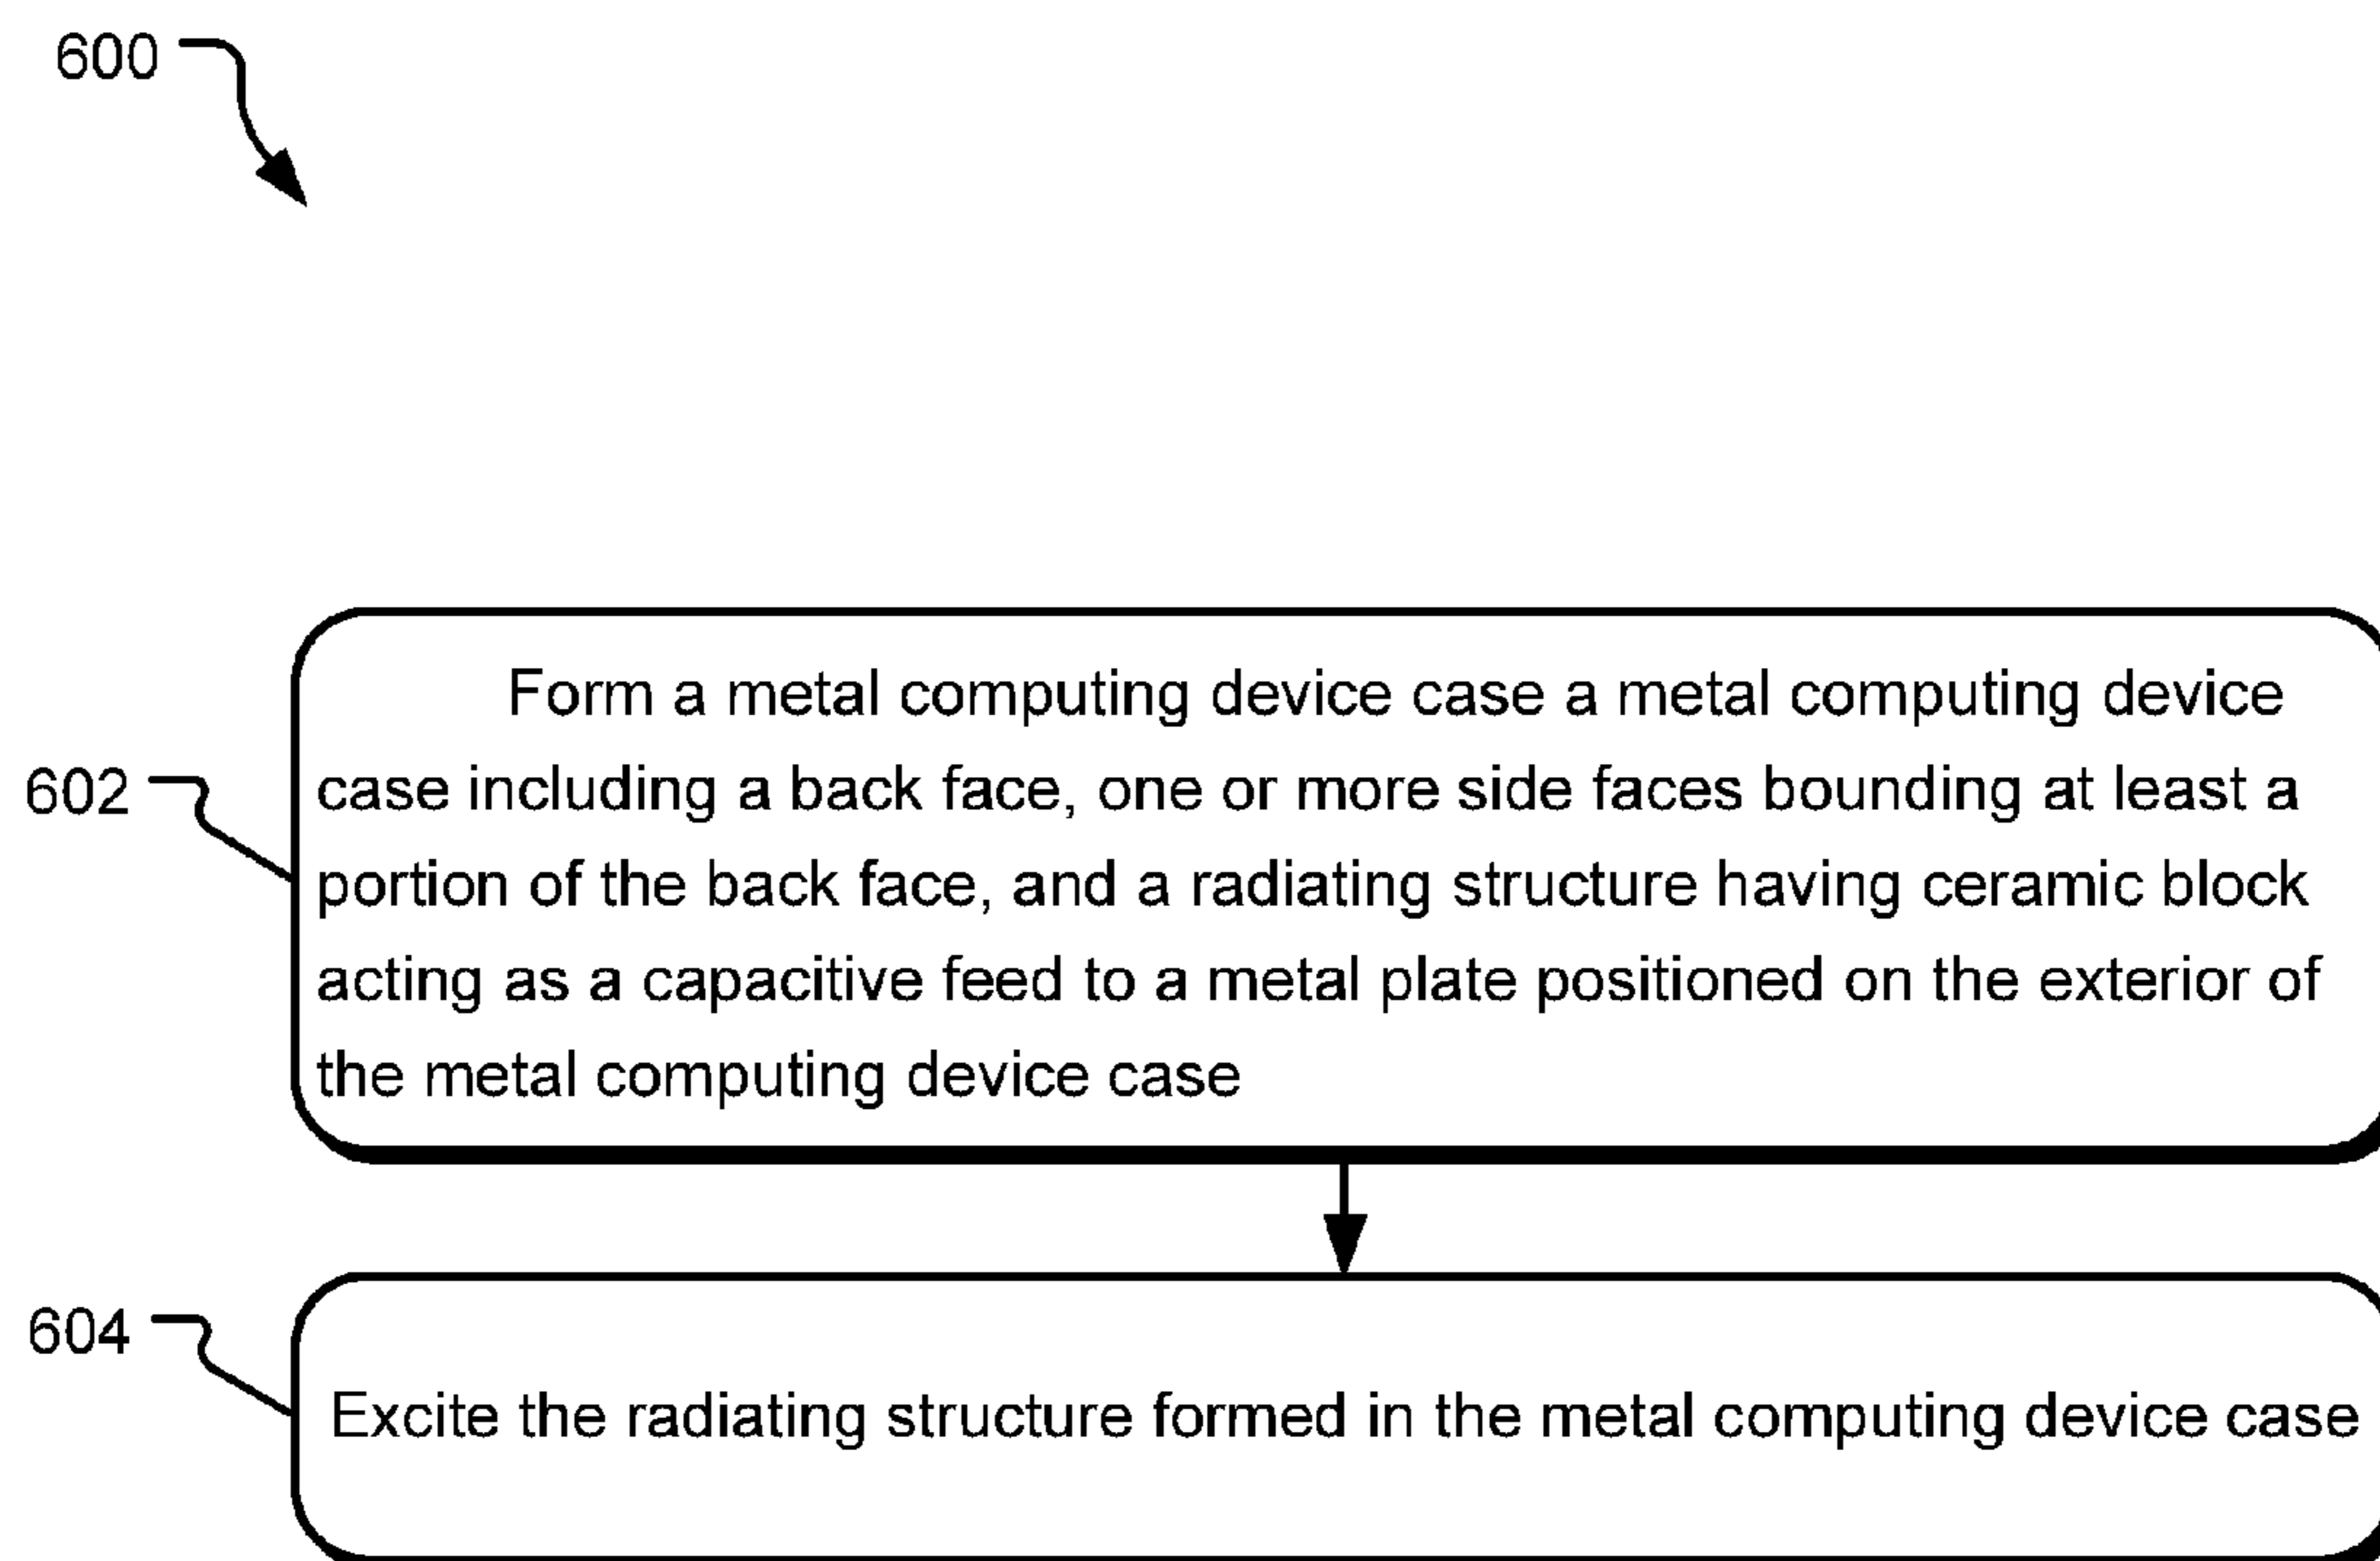 600
Form a metal computing device case a metal computing device
602
case including a back face, one or more side faces bounding at least a
portion of the back face, and a radiating structure having ceramic block
acting as a capacitive feed to a metal plate positioned on the exterior of
the metal computing device case
604
Excite the radiating structure formed in the metal computing device case